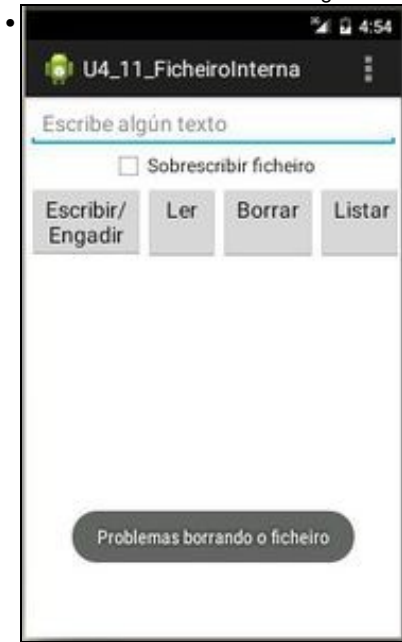 4:54
U4_11_FicheiroInterna
Escribe algún texto
Sobrescribir ficheiro
Escribir/ Ler Borrar Listar
Engadir
Problemas borrando o ficheiro